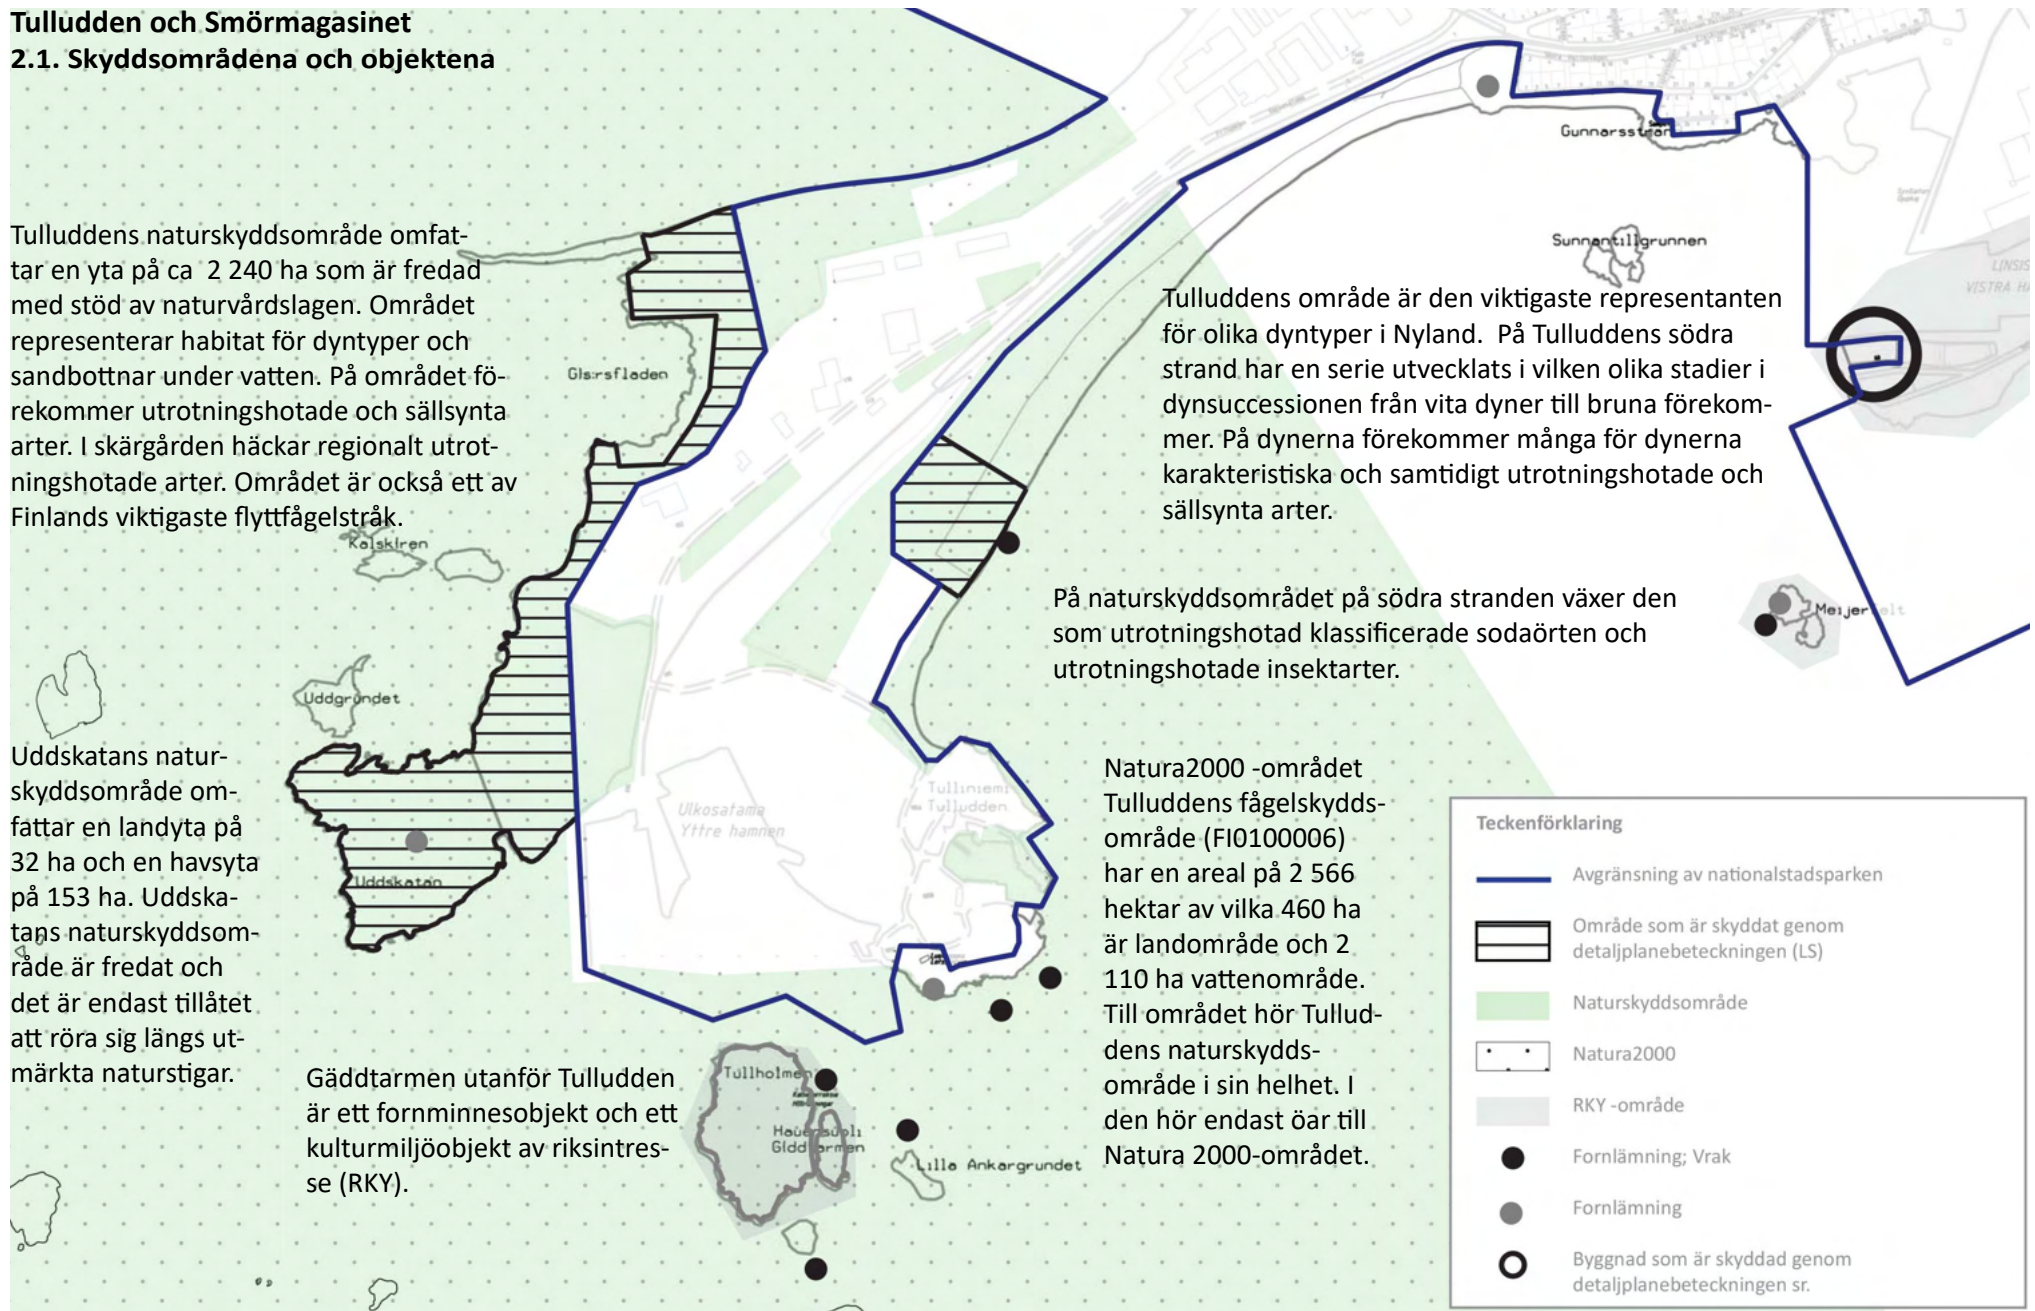 Tulludden och Smörmagasinet
2.1. Skyddsområdena och objektena
Tulluddens naturskyddsområde omfat-
tar en yta på ca 2 240 ha som är fredad
med stöd av naturvårdslagen. Området
representerar habitat för dyntyper och
sandbottnar under vatten. På området fö-
rekommer utrotningshotade och sällsynta
arter. I skärgården häckar regionalt utrot-
ningshotade arter. Området är också ett av
Finlands viktigaste flyttfågelstråk.
Gunnarsstran
Sunnantillgrunnen
LINSIS
VISTRA HA
Tulluddens område är den viktigaste representanten
för olika dyntyper i Nyland. På Tulluddens södra
strand har en serie utvecklats i vilken olika stadier i
dynsuccessionen från vita dyner till bruna förekom-
mer. På dynerna förekommer många för dynerna
karakteristiska och samtidigt utrotningshotade och
sällsynta arter.
Kalskiren
På naturskyddsområdet på södra stranden växer den
som utrotningshotad klassificerade sodaörten och
utrotningshotade insektarter.
Uddgrundet
Uddskatans natur-
skyddsområde om-
fattar en landyta på
32 ha och en havsyta
på 153 ha. Uddska-
tans naturskyddsom-
råde är fredat och
det är endast tillåtet
att röra sig längs ut-
märkta naturstigar.
Uddskatan
Ulkosatama
Yttre hamnen
Tulliniemi
Tulludden
Natura2000 -området
Tulluddens fågelskydds-
område (FI0100006)
har en areal på 2 566
hektar av vilka 460 ha
är landområde och 2
110 ha vattenområde.
Till området hör Tullud-
dens naturskydds-
område i sin helhet. I
den hör endast öar till
Natura 2000-området.
Gäddtarmen utanför Tulludden
är ett fornminnesobjekt och ett
kulturmiljöobjekt av riksintres-
se (RKY).
Tullholmen
Lilla Ankargrundet
Teckenförklaring
Avgränsning av nationalstadsparken
Område som är skyddat genom
detaljplanebeteckningen (LS)
Naturskyddsområde
Natura2000
RKY -område
Fornlämning; Vrak
Fornlämning
Byggnad som är skyddad genom
detaljplanebeteckningen sr.